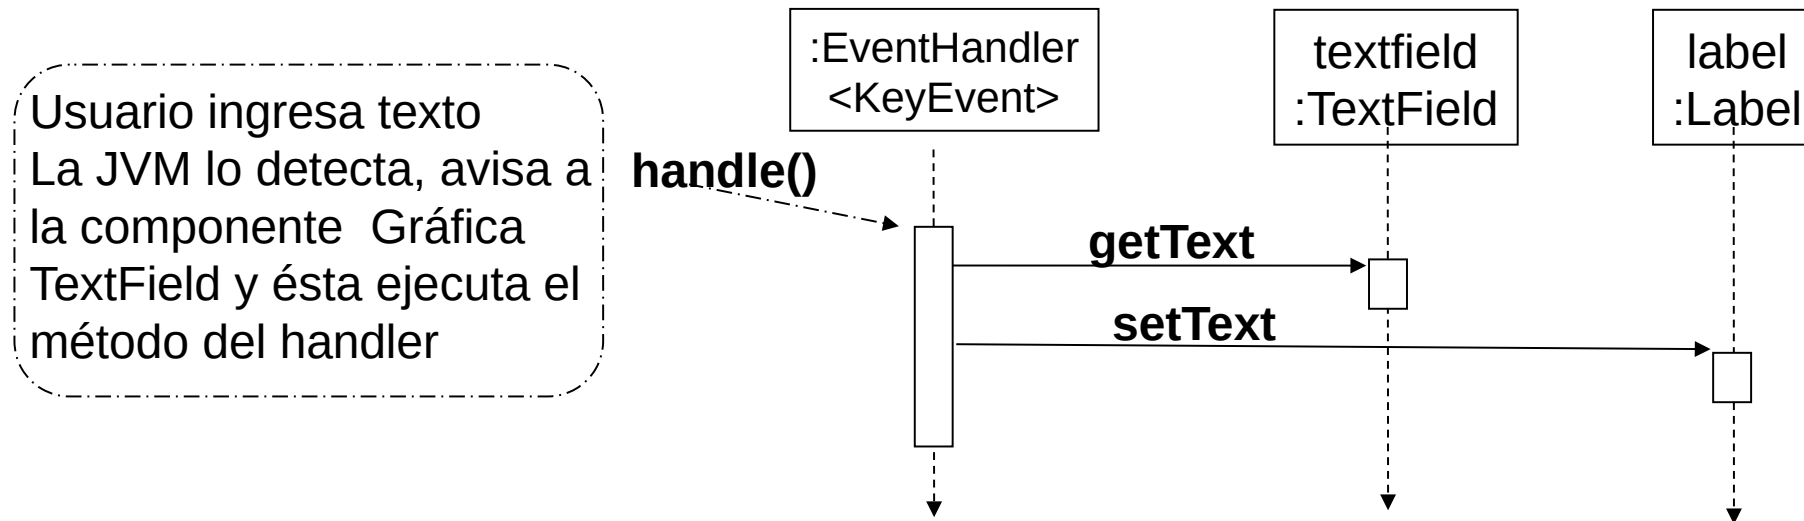 :EventHandler
<KeyEvent>
textfield
:TextField
label
:Label
Usuario ingresa texto
La JVM lo detecta, avisa a
la componente  Gráfica
TextField y ésta ejecuta el
método del handler
handle()
getText
setText